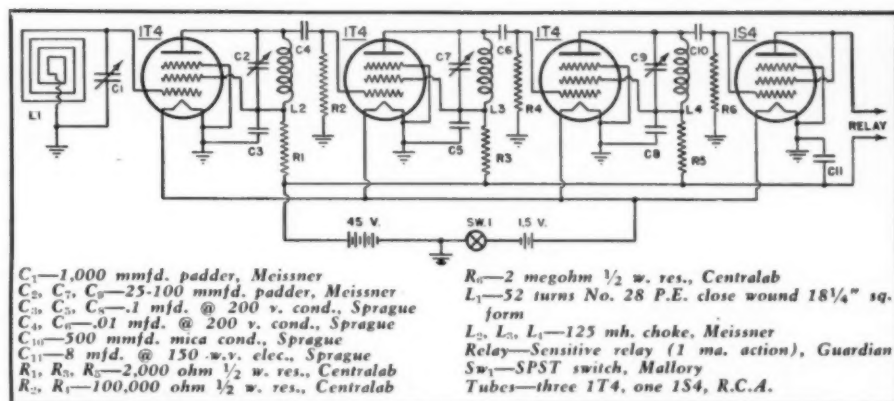 1T4 1T4 1T4 1S4
C2 C4 C7 C6 C9 C10
C1
L1 L2 R2 L3 R4 L4 R6 RELAY
C3 C5 C8 C11
R1 R3 R5
45 V. SW.1 1.5 V.
C₁—1,000 mmfd. padder, Meissner
C₂, C₇, C₉—25-100 mmfd. padder, Meissner
C₃, C₅, C₈—.1 mfd. @ 200 v. cond., Sprague
C₄, C₆—.01 mfd. @ 200 v. cond., Sprague
C₁₀—500 mmfd. mica cond., Sprague
C₁₁—8 mfd. @ 150 w.v. elec., Sprague
R₁, R₃, R₅—2,000 ohm ½ w. res., Centralab
R₂, R₄—100,000 ohm ½ w. res., Centralab
R₆—2 megohm ½ w. res., Centralab
L₁—52 turns No. 28 P.E. close wound 18¼" sq.
form
L₂, L₃, L₄—125 mh. choke, Meissner
Relay—Sensitive relay (1 ma. action), Guardian
Sw₁—SPST switch, Mallory
Tubes—three 1T4, one 1S4, R.C.A.